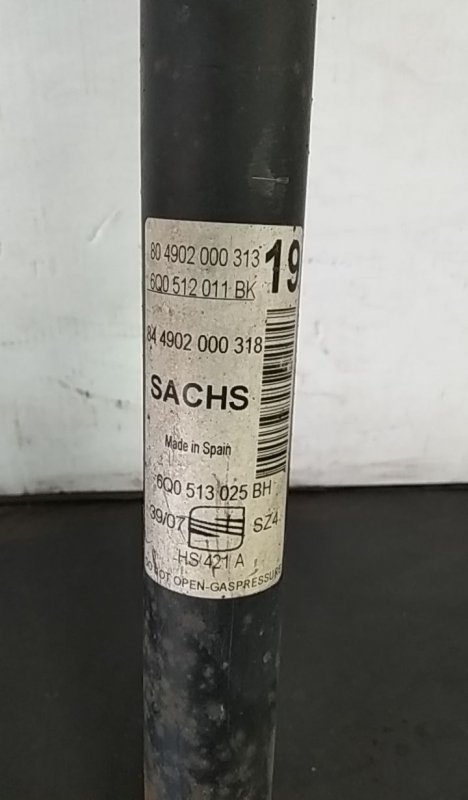 80 4902 000 313 19
6Q0 512 011 BK
84 4902 000 318
SACHS
Made in Spain
6Q0 513 025 BH
39/07 SZ4
HS/421 A
DO NOT OPEN-GASPRESSURE